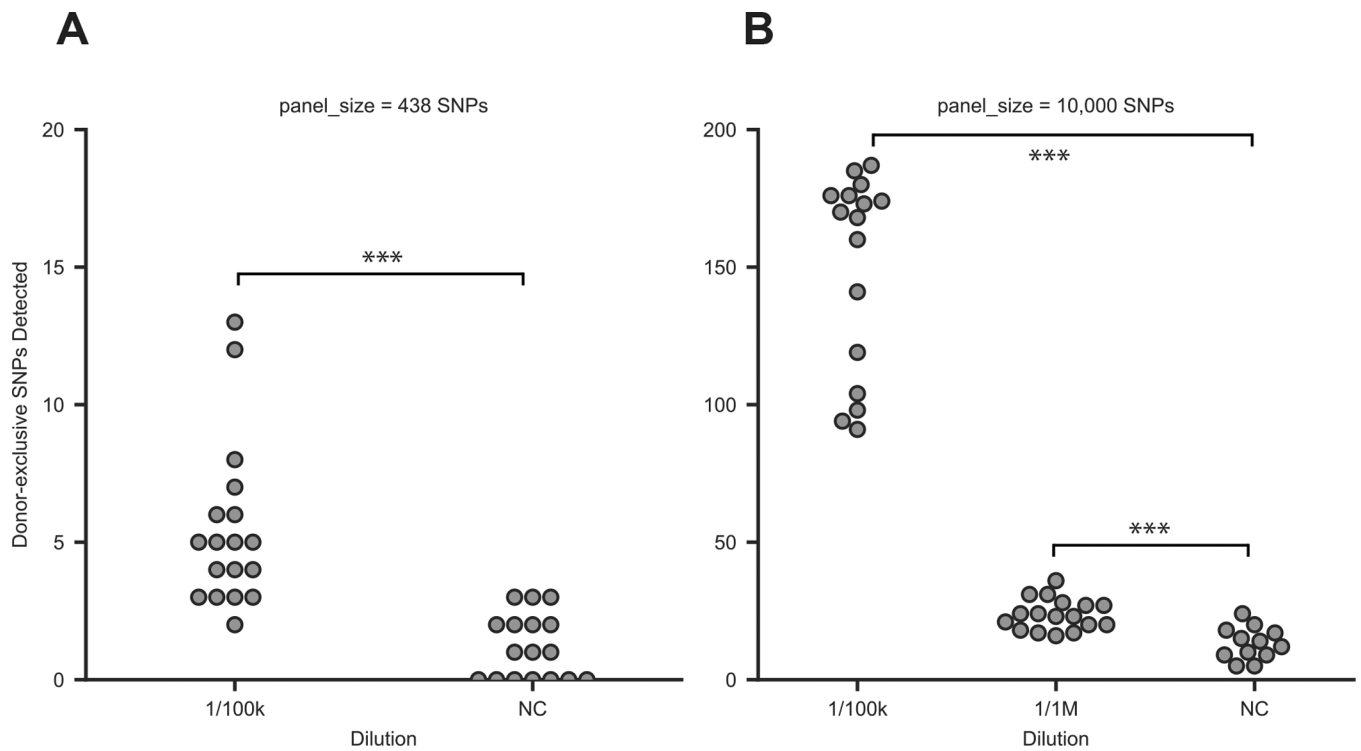 A
B
panel_size = 438 SNPs
panel_size = 10,000 SNPs
Donor-exclusive SNPs Detected
20
15
10
5
0
***
1/100k
NC
Dilution
200
150
100
50
0
***
***
1/100k
1/1M
NC
Dilution